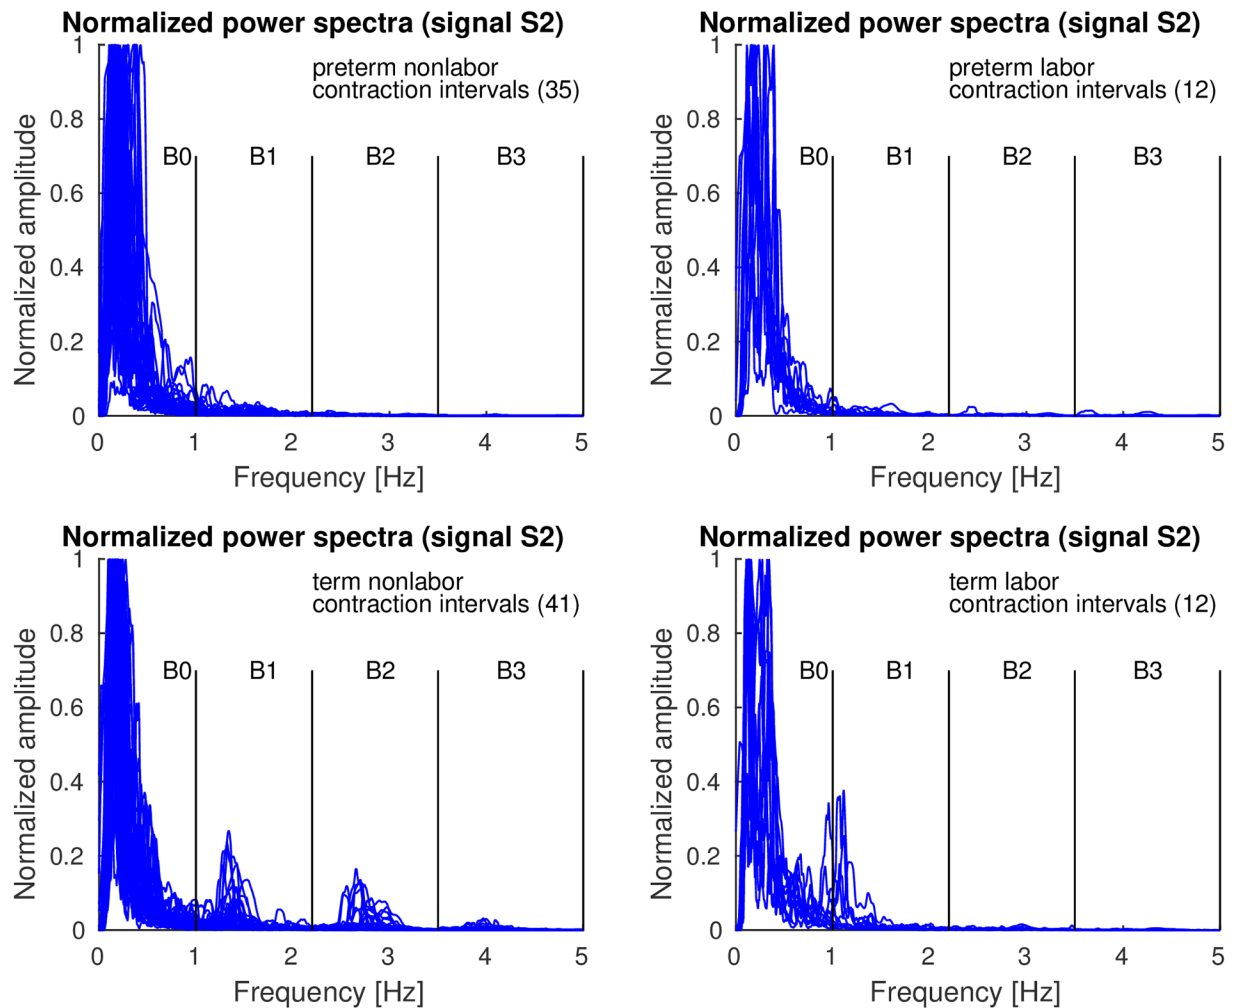 Normalized power spectra (signal S2)
preterm nonlabor
contraction intervals (35)
B0 B1 B2 B3
Normalized amplitude
1
0.8
0.6
0.4
0.2
0
0 1 2 3 4 5
Frequency [Hz]
Normalized power spectra (signal S2)
preterm labor
contraction intervals (12)
B0 B1 B2 B3
Normalized amplitude
1
0.8
0.6
0.4
0.2
0
0 1 2 3 4 5
Frequency [Hz]
Normalized power spectra (signal S2)
term nonlabor
contraction intervals (41)
B0 B1 B2 B3
Normalized amplitude
1
0.8
0.6
0.4
0.2
0
0 1 2 3 4 5
Frequency [Hz]
Normalized power spectra (signal S2)
term labor
contraction intervals (12)
B0 B1 B2 B3
Normalized amplitude
1
0.8
0.6
0.4
0.2
0
0 1 2 3 4 5
Frequency [Hz]